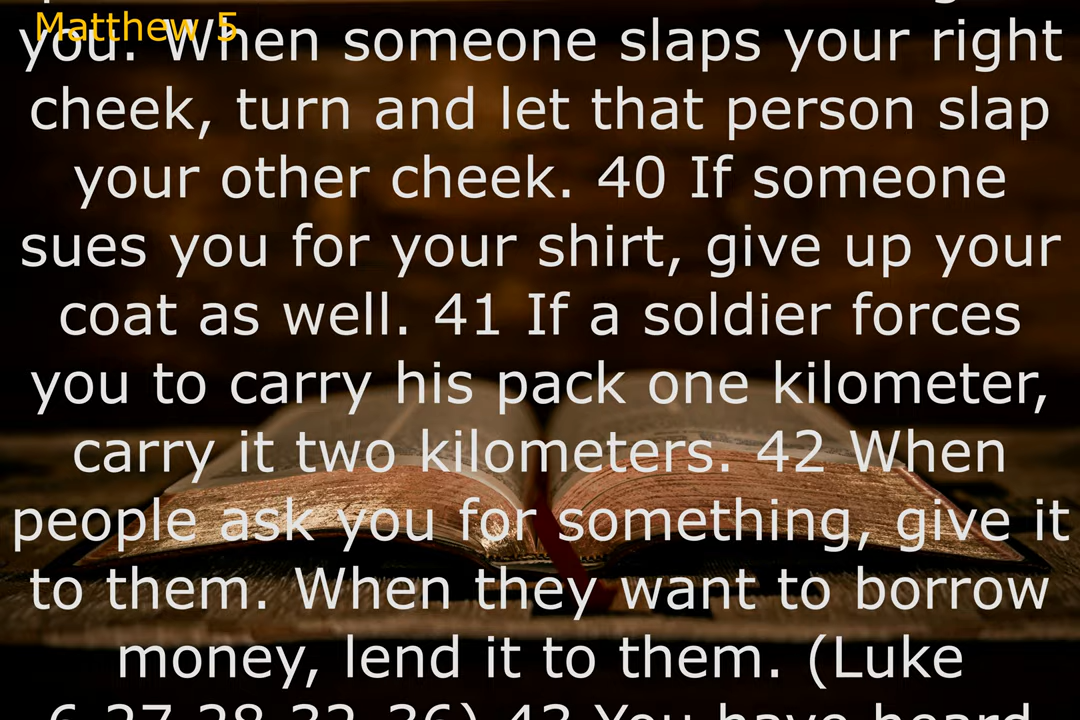 Matthew 5
you. When someone slaps your right
cheek, turn and let that person slap
your other cheek. 40 If someone
sues you for your shirt, give up your
coat as well. 41 If a soldier forces
you to carry his pack one kilometer,
carry it two kilometers. 42 When
people ask you for something, give it
to them. When they want to borrow
money, lend it to them. (Luke
6.27,28,32-36) 43 You have heard